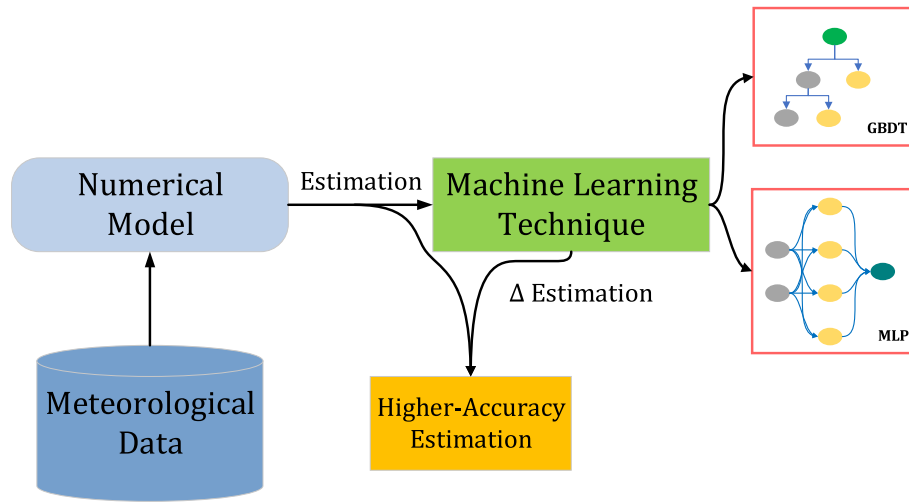 GBDT
Numerical
Model
Estimation
Machine Learning
Technique
Δ Estimation
MLP
Meteorological
Data
Higher-Accuracy
Estimation